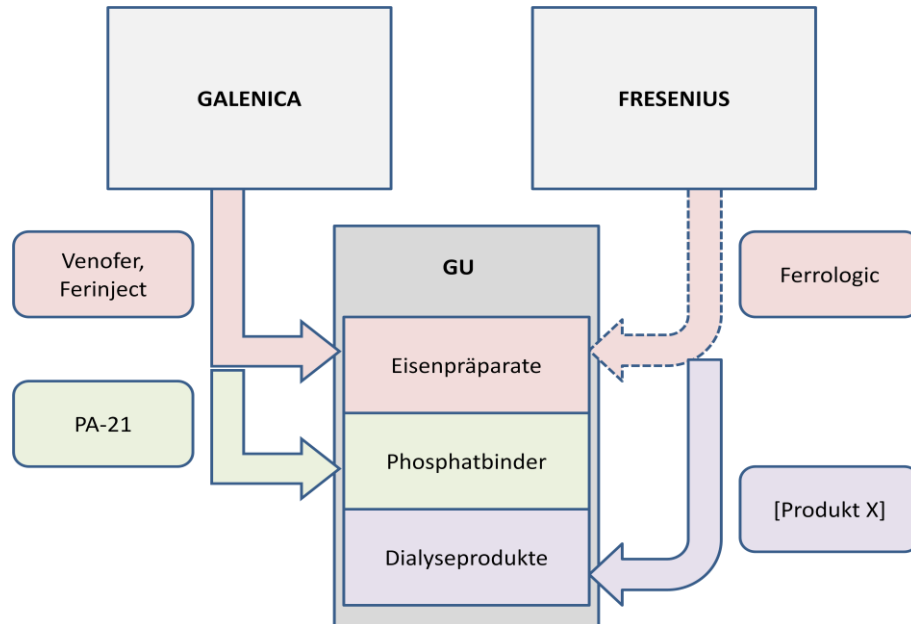 GALENICA
FRESENIUS
Venofer,
Ferinject
GU
Ferrologic
Eisenpräparate
PA-21
Phosphatbinder
[Produkt X]
Dialyseprodukte